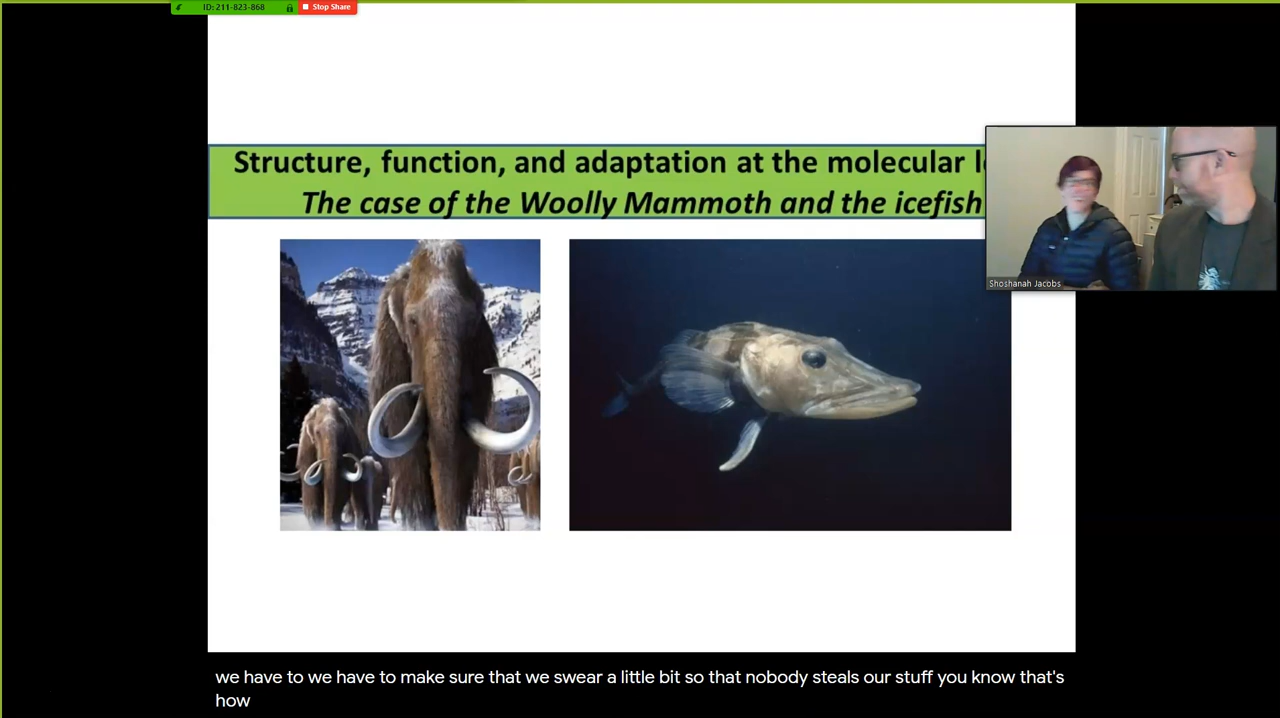 ID: 211-823-868
Stop Share
Structure, function, and adaptation at the molecular
The case of the Woolly Mammoth and the icefish
Shoshanah Jacobs
we have to we have to make sure that we swear a little bit so that nobody steals our stuff you know that's
how